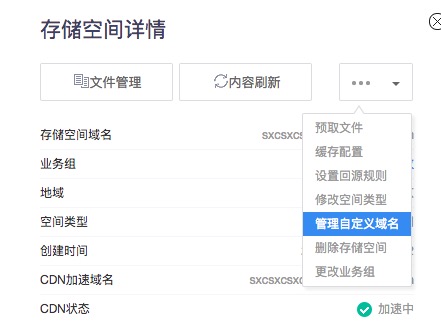 存储空间详情
文件管理
内容刷新
存储空间域名
sxcsxcs
预取文件
缓存配置
业务组
设置回源规则
地域
修改空间类型
空间类型
管理自定义域名
创建时间
删除存储空间
CDN加速域名
sxcsxcs
更改业务组
CDN状态
加速中